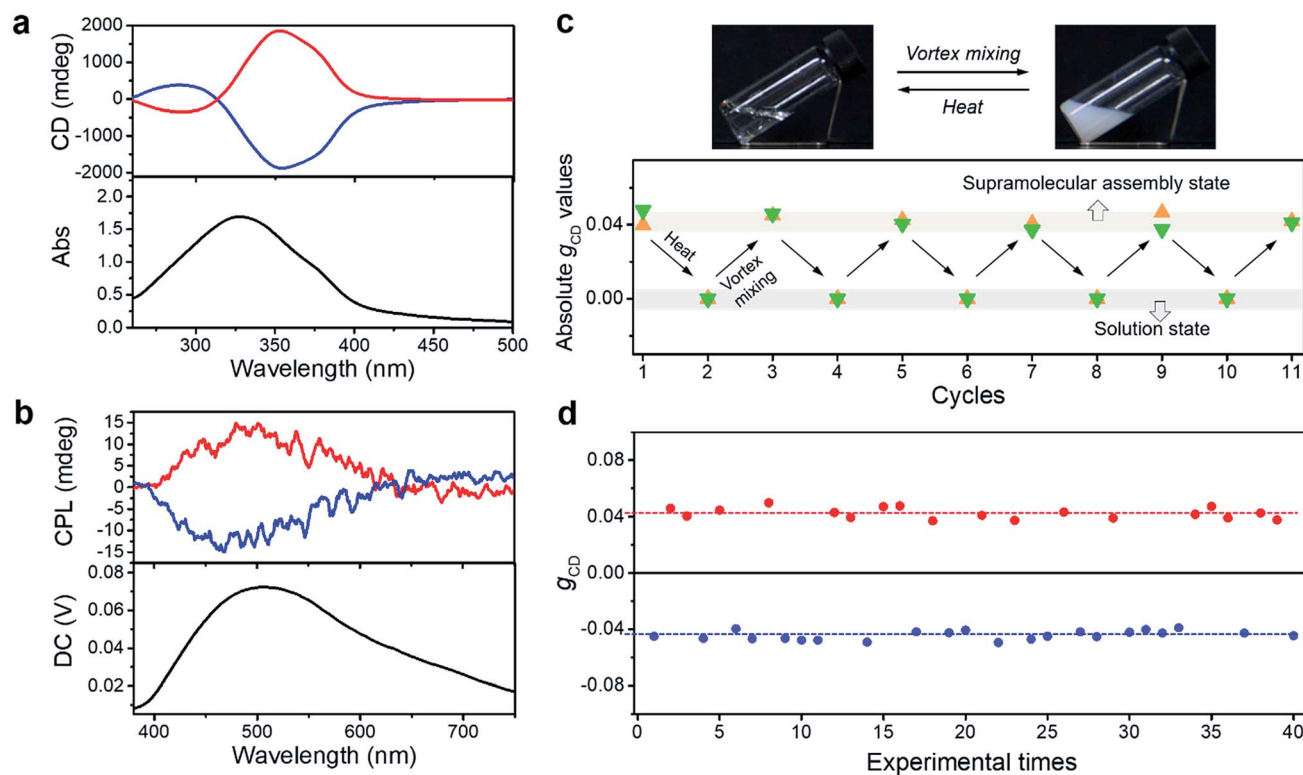 a
CD (mdeg)
2000
1000
0
-1000
-2000
Abs
2.0
1.5
1.0
0.5
0.0
300 350 400 450 500
Wavelength (nm)
b
CPL (mdeg)
15
10
5
0
-5
-10
-15
DC (V)
0.08
0.06
0.04
0.02
400 500 600 700
Wavelength (nm)
c
Vortex mixing
Heat
Absolute gCD values
Supramolecular assembly state
0.04
Heat
Vortex
mixing
0.00
Solution state
1 2 3 4 5 6 7 8 9 10 11
Cycles
d
gCD
0.08
0.04
0.00
-0.04
-0.08
0 5 10 15 20 25 30 35 40
Experimental times